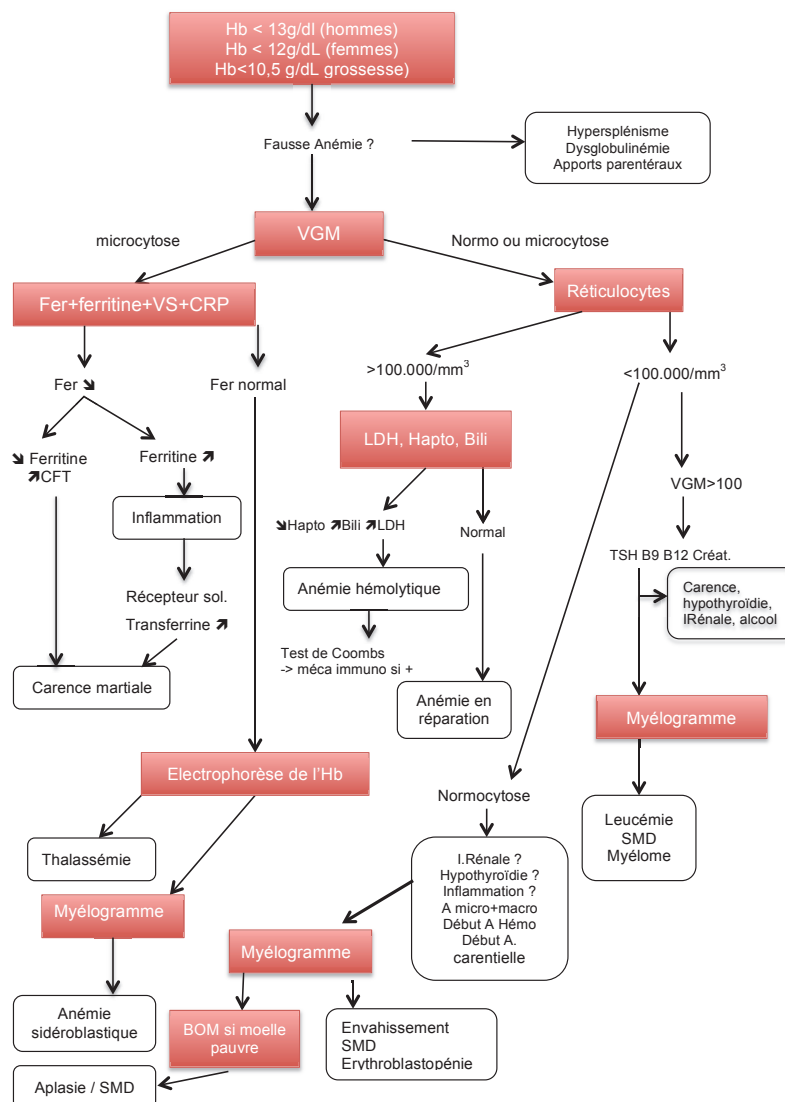 Hb < 13g/dl (hommes)
Hb < 12g/dL (femmes)
Hb<10,5 g/dL grossesse)
Fausse Anémie ?
Hypersplénisme
Dysglobulinémie
Apports parentéraux
VGM
microcytose
Normo ou microcytose
Fer+ferritine+VS+CRP
Réticulocytes
Fer ➘
Fer normal
>100.000/mm³
<100.000/mm³
➘ Ferritine
➚CFT
Ferritine ➚
LDH, Hapto, Bili
VGM>100
Inflammation
➘Hapto ➚Bili ➚LDH
Normal
TSH B9 B12 Créat.
Anémie hémolytique
Carence,
hypothyroïdie,
IRénale, alcool
Récepteur sol.
Transferrine ➚
Test de Coombs
-> méca immuno si +
Carence martiale
Anémie en
réparation
Myélogramme
Electrophorèse de l'Hb
Normocytose
Leucémie
SMD
Myélome
Thalassémie
I.Rénale ?
Hypothyroïdie ?
Inflammation ?
A micro+macro
Début A Hémo
Début A.
carentielle
Myélogramme
Myélogramme
Anémie
sidéroblastique
BOM si moelle
pauvre
Envahissement
SMD
Erythroblastopénie
Aplasie / SMD